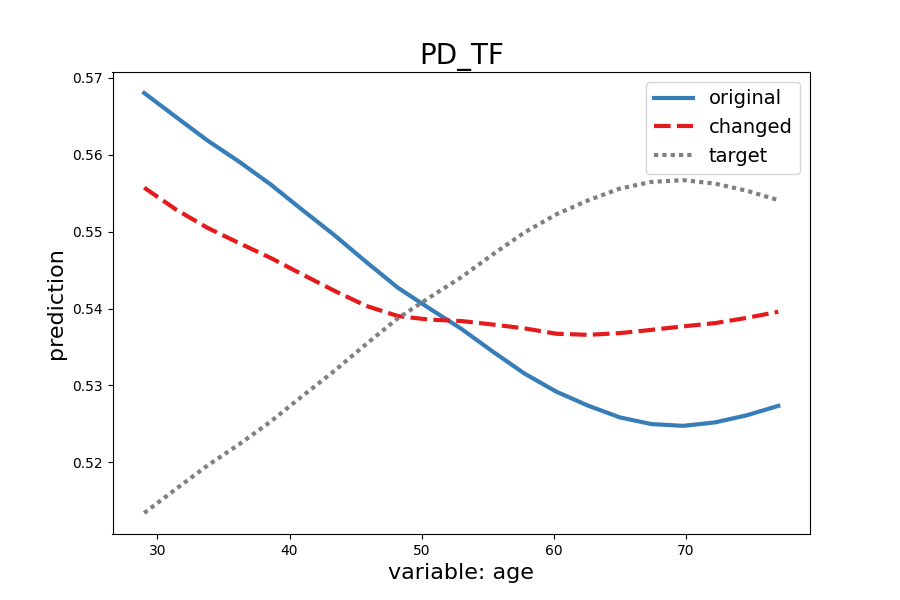 PD_TF
0.57
0.56
0.55
0.54
0.53
0.52
prediction
original
changed
target
30 40 50 60 70
variable: age